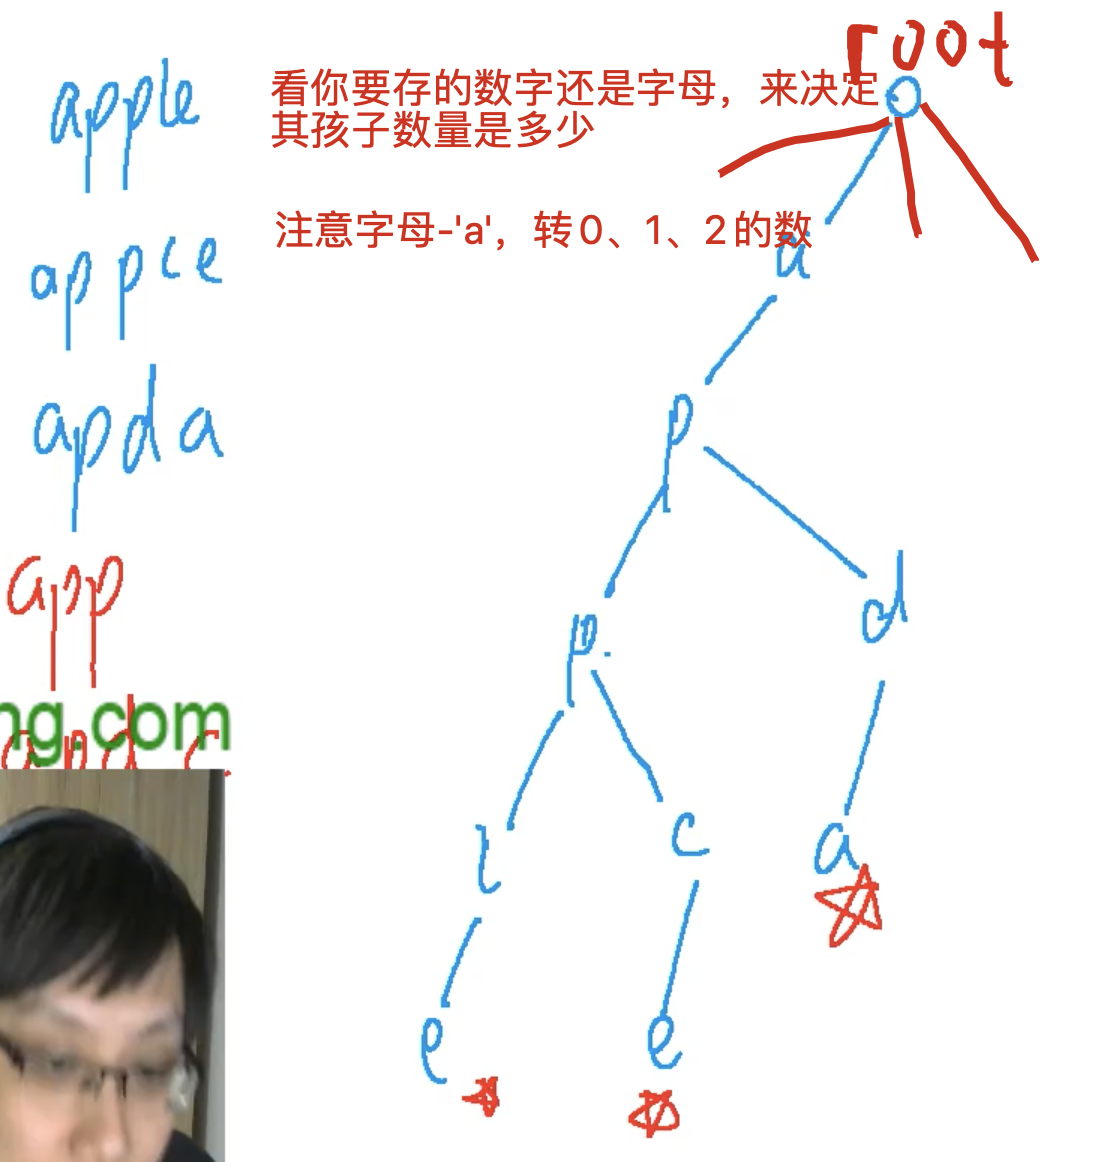 root
apple
看你要存的数字还是字母，来决定
其孩子数量是多少
appce
注意字母-'a'，转0、1、2的数
a
apda
p
app
p.
d
ng.com
apd c
l
c
a
e
e